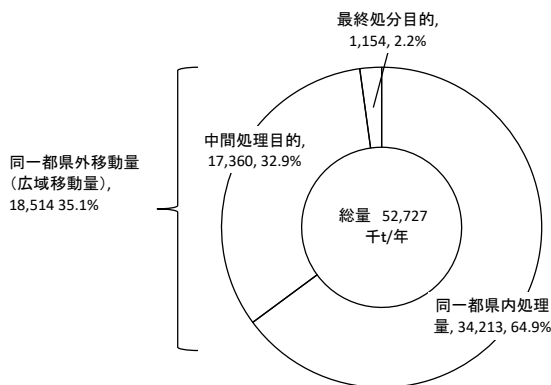 最終処分目的,
1,154, 2.2%
中間処理目的,
17,360, 32.9%
同一都県外移動量
（広域移動量）,
18,514 35.1%
総量 52,727
千t/年
同一都県内処理
量, 34,213, 64.9%